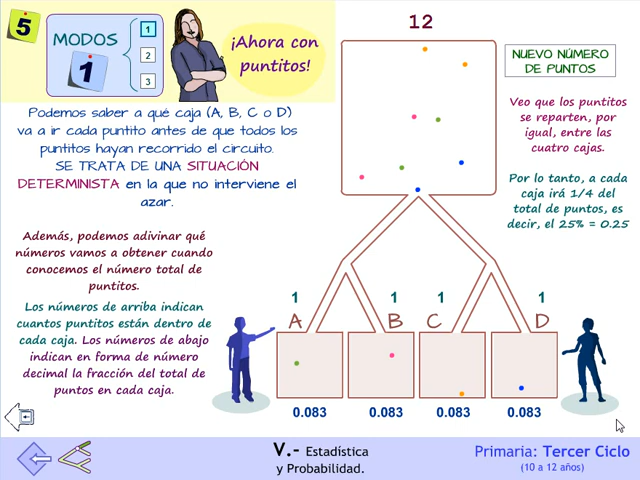 5
MODOS
1
1
2
3
¡Ahora con
puntitos!
Podemos saber a qué caja (A, B, C o D)
va a ir cada puntito antes de que todos los
puntitos hayan recorrido el circuito.
SE TRATA DE UNA SITUACIÓN
DETERMINISTA en la que no interviene el
azar.
Además, podemos adivinar qué
números vamos a obtener cuando
conocemos el número total de
puntitos.
Los números de arriba indican
cuantos puntitos están dentro de
cada caja. Los números de abajo
indican en forma de número
decimal la fracción del total de
puntos en cada caja.
12
NUEVO NÚMERO
DE PUNTOS
Veo que los puntitos
se reparten, por
igual, entre las
cuatro cajas.
Por lo tanto, a cada
caja irá 1/4 del
total de puntos, es
decir, el 25% = 0.25
1 1 1 1
A B C D
0.083 0.083 0.083 0.083
V.- Estadística
y Probabilidad.
Primaria: Tercer Ciclo
(10 a 12 años)